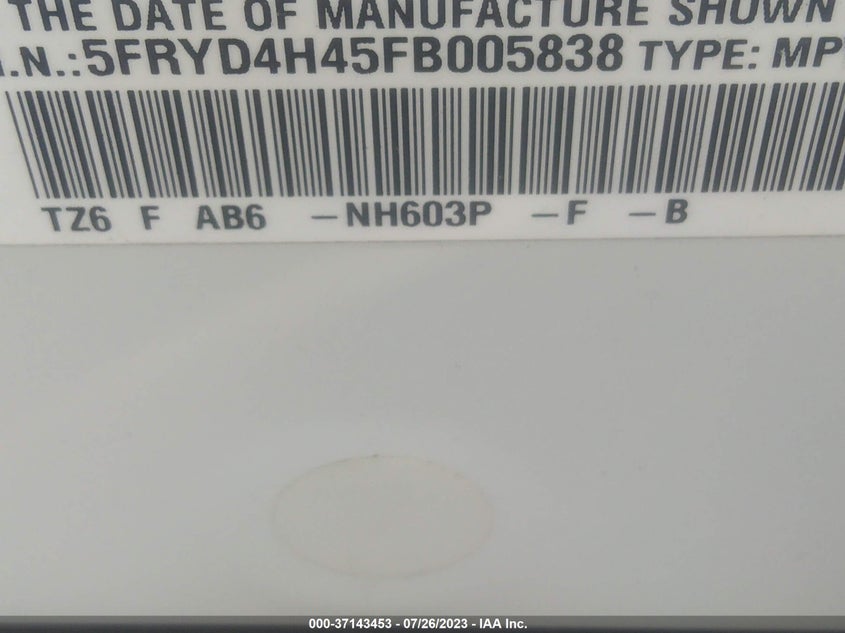 THE DATE OF MANUFACTURE SHOWN
I.N.:5FRYD4H45FB005838 TYPE: MP
TZ6 F AB6 -NH603P -F -B
000-37143453 - 07/26/2023 - IAA Inc.